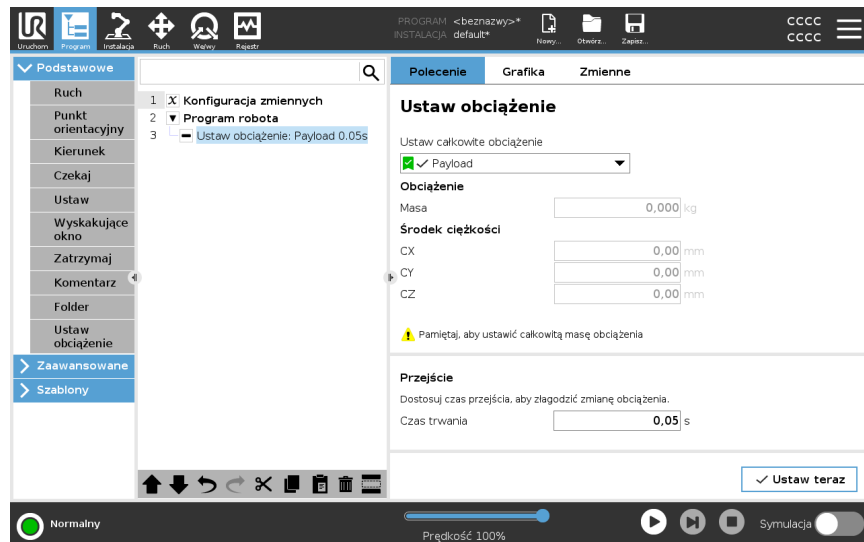 UR
PROGRAM <beznazwy>*
INSTALACJA default*
cccc
cccc
Uruchom Program Instalacja Ruch We/wy Rejestr Nowy... Otwórz... Zapisz...
Podstawowe
Ruch
Punkt
orientacyjny
Kierunek
Czekaj
Ustaw
Wyskakujące
okno
Zatrzymaj
Komentarz
Folder
Ustaw
obciążenie
Zaawansowane
Szablony
1 X Konfiguracja zmiennych
2 Program robota
3 Ustaw obciążenie: Payload 0.05s
Polecenie Grafika Zmienne
Ustaw obciążenie
Ustaw całkowite obciążenie
Payload
Obciążenie
Masa 0,000 kg
Środek ciężkości
CX 0,00 mm
CY 0,00 mm
CZ 0,00 mm
Pamiętaj, aby ustawić całkowitą masę obciążenia
Przejście
Dostosuj czas przejścia, aby złagodzić zmianę obciążenia.
Czas trwania 0,05 s
Ustaw teraz
Normalny
Prędkość 100%
Symulacja